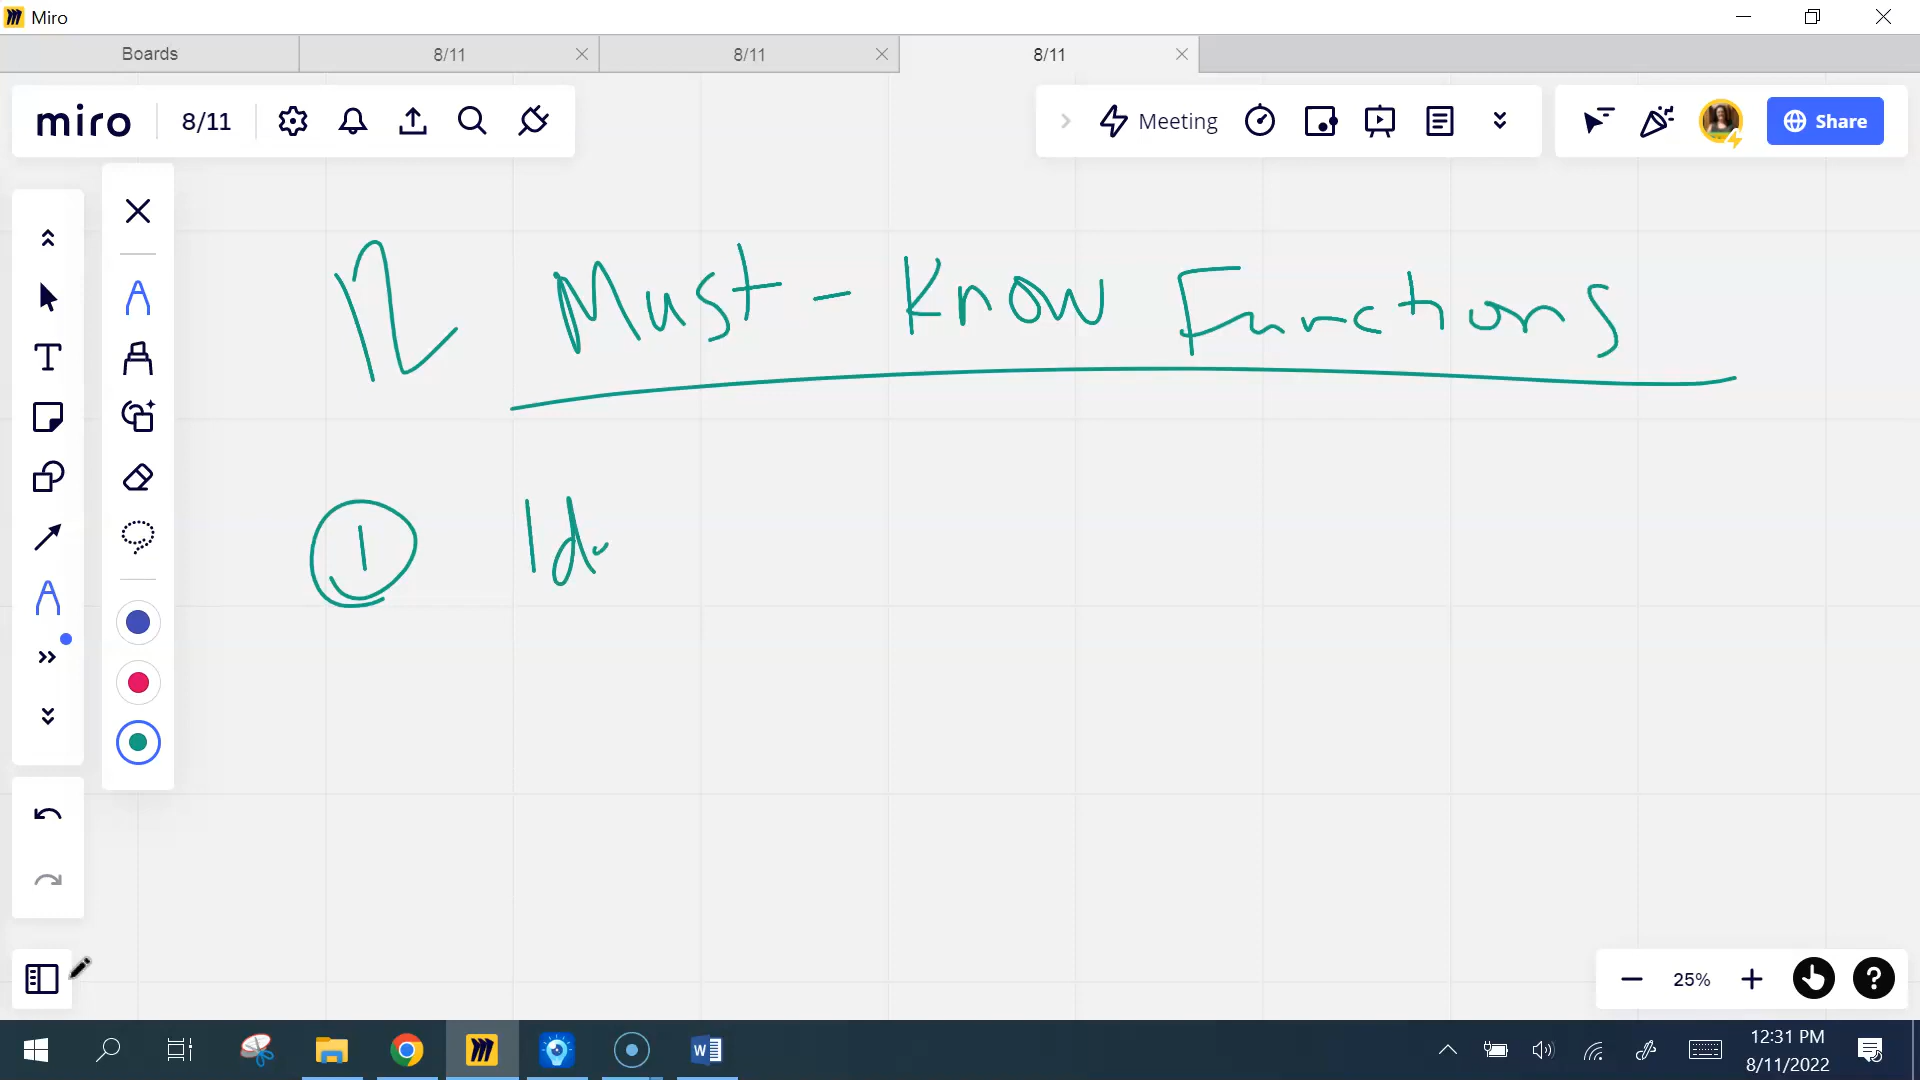 Miro
Boards 8/11 8/11 8/11
miro 8/11 Meeting Share
12 Must - Know Functions
1 Id
25%
12:31 PM
8/11/2022